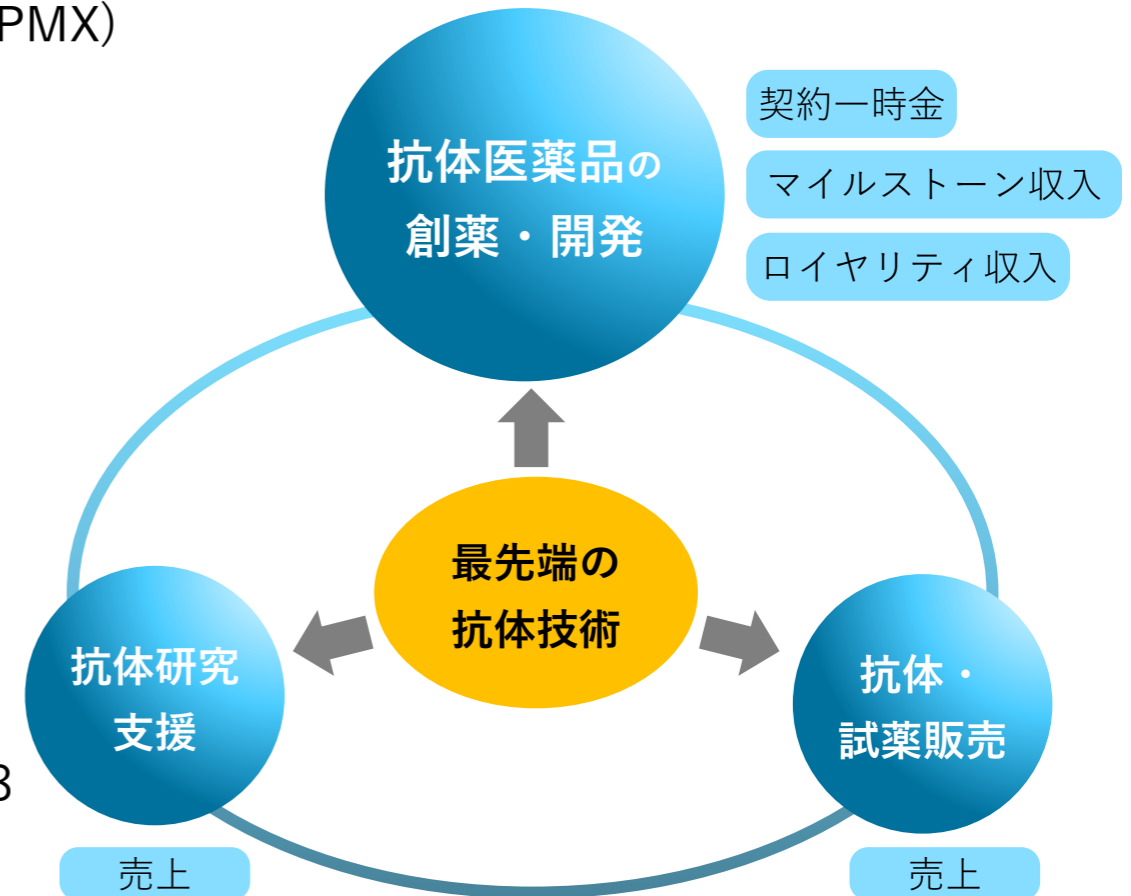 PMX)
抗体医薬品の
創薬・開発
契約一時金
マイルストーン収入
ロイヤリティ収入
最先端の
抗体技術
抗体研究
支援
抗体・
試薬販売
3
売上
売上